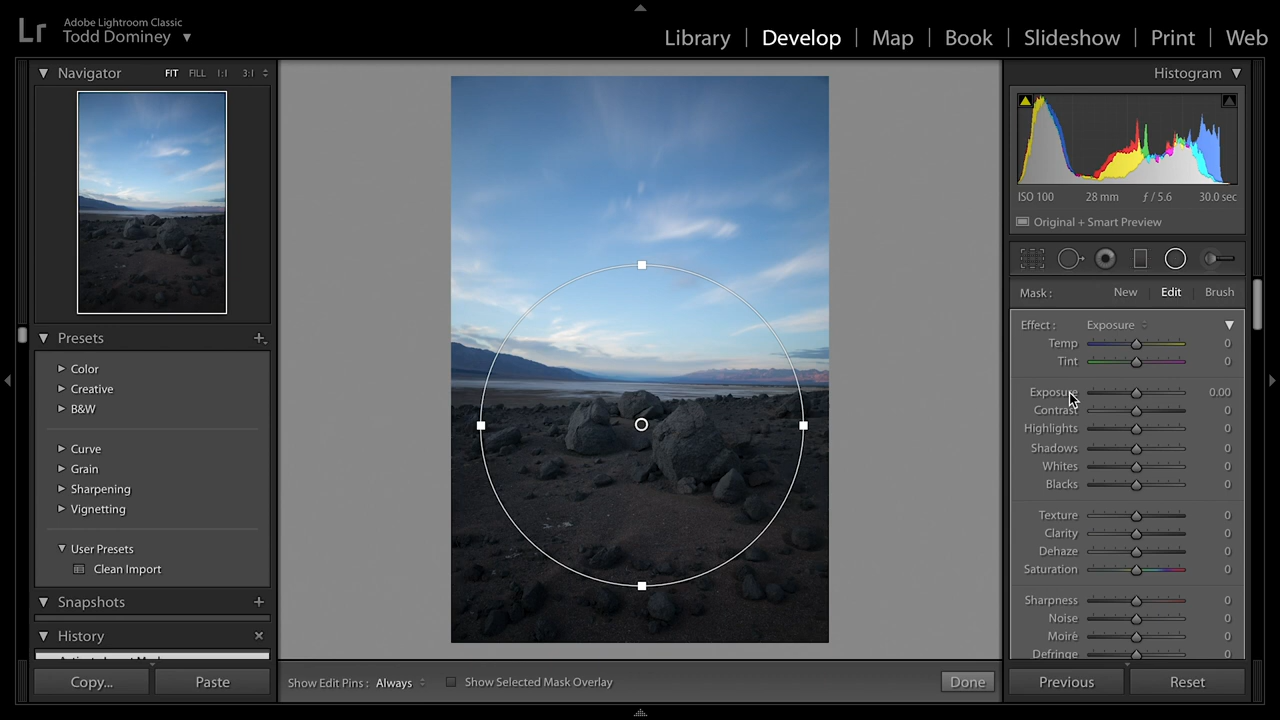 Lr
Adobe Lightroom Classic
Todd Dominey
Library | Develop | Map | Book | Slideshow | Print | Web
Navigator FIT FILL 1:1 3:1
Presets +
Color
Creative
B&W
Curve
Grain
Sharpening
Vignetting
User Presets
Clean Import
Snapshots +
History ×
Copy... Paste
Show Edit Pins : Always Show Selected Mask Overlay Done
Histogram
ISO 100 28 mm ƒ / 5.6 30.0 sec
Original + Smart Preview
Mask : New Edit Brush
Effect : Exposure
Temp 0
Tint 0
Exposure 0.00
Contrast 0
Highlights 0
Shadows 0
Whites 0
Blacks 0
Texture 0
Clarity 0
Dehaze 0
Saturation 0
Sharpness 0
Noise 0
Moiré 0
Defringe 0
Previous Reset